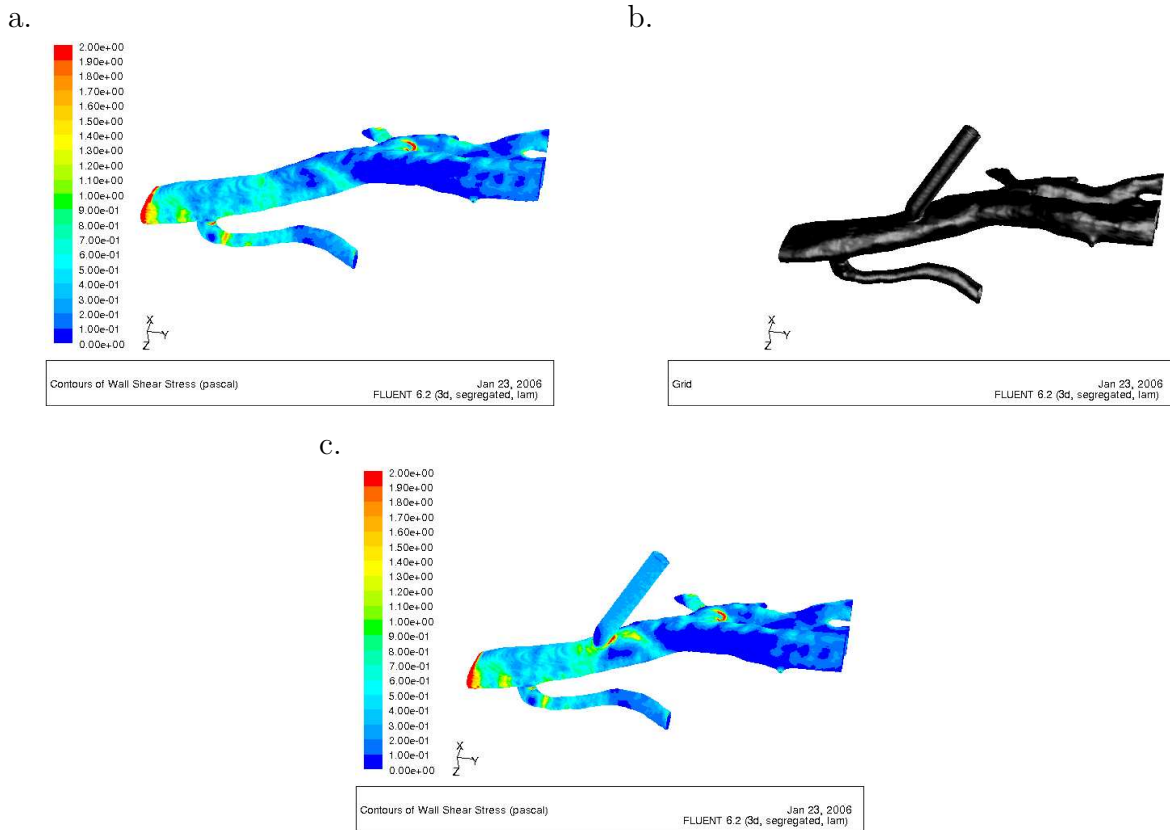 a.
2.00e+00
1.90e+00
1.80e+00
1.70e+00
1.60e+00
1.50e+00
1.40e+00
1.30e+00
1.20e+00
1.10e+00
1.00e+00
9.00e-01
8.00e-01
7.00e-01
6.00e-01
5.00e-01
4.00e-01
3.00e-01
2.00e-01
1.00e-01
0.00e+00
X
Y
Z
Contours of Wall Shear Stress (pascal)
Jan 23, 2006
FLUENT 6.2 (3d, segregated, lam)
b.
X
Y
Z
Grid
Jan 23, 2006
FLUENT 6.2 (3d, segregated, lam)
c.
2.00e+00
1.90e+00
1.80e+00
1.70e+00
1.60e+00
1.50e+00
1.40e+00
1.30e+00
1.20e+00
1.10e+00
1.00e+00
9.00e-01
8.00e-01
7.00e-01
6.00e-01
5.00e-01
4.00e-01
3.00e-01
2.00e-01
1.00e-01
0.00e+00
X
Y
Z
Contours of Wall Shear Stress (pascal)
Jan 23, 2006
FLUENT 6.2 (3d, segregated, lam)